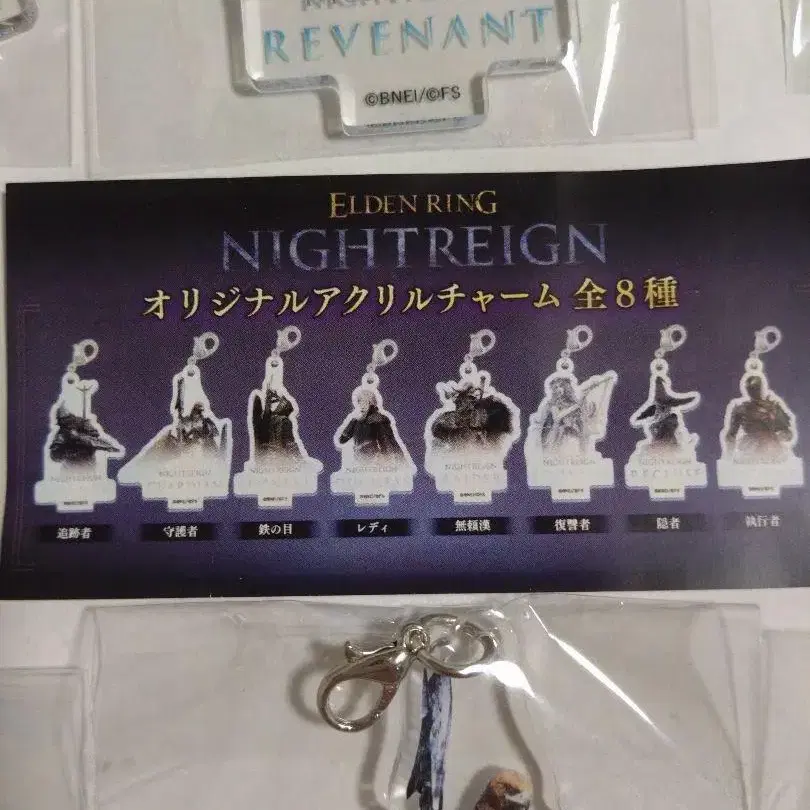 NIGHTREIGN
REVENANT
©BNEI/©FS
ELDEN RING
NIGHTREIGN
オリジナルアクリルチャーム 全8種
追跡者 守護者 鉄の目 レディ 無頼漢 復讐者 隠者 執行者